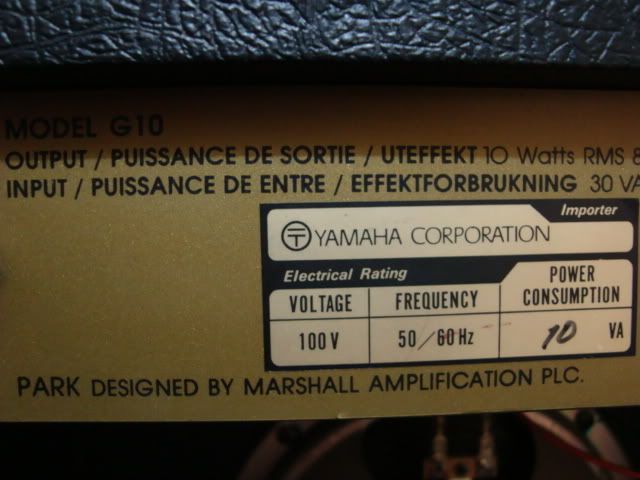 MODEL G10
OUTPUT / PUISSANCE DE SORTIE / UTEFFEKT 10 Watts RMS 8
INPUT / PUISSANCE DE ENTRE / EFFEKTFORBRUKNING 30 VA
Importer
YAMAHA CORPORATION
Electrical Rating
VOLTAGE FREQUENCY POWER CONSUMPTION
100 V 50/60 Hz 10 VA
PARK DESIGNED BY MARSHALL AMPLIFICATION PLC.